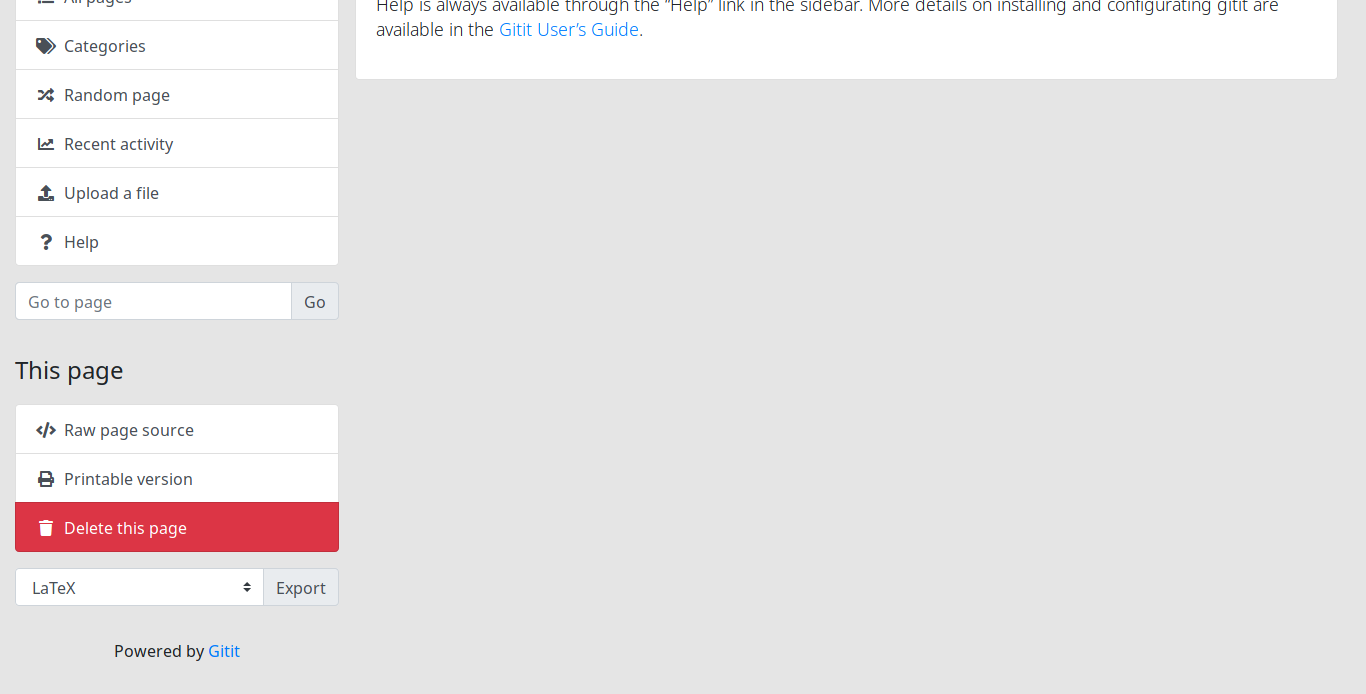 All pages
Categories
Random page
Recent activity
Upload a file
Help
Go to page
Go
This page
Raw page source
Printable version
Delete this page
LaTeX
Export
Powered by Gitit
Help is always available through the “Help” link in the sidebar. More details on installing and configurating gitit are
available in the Gitit User’s Guide.